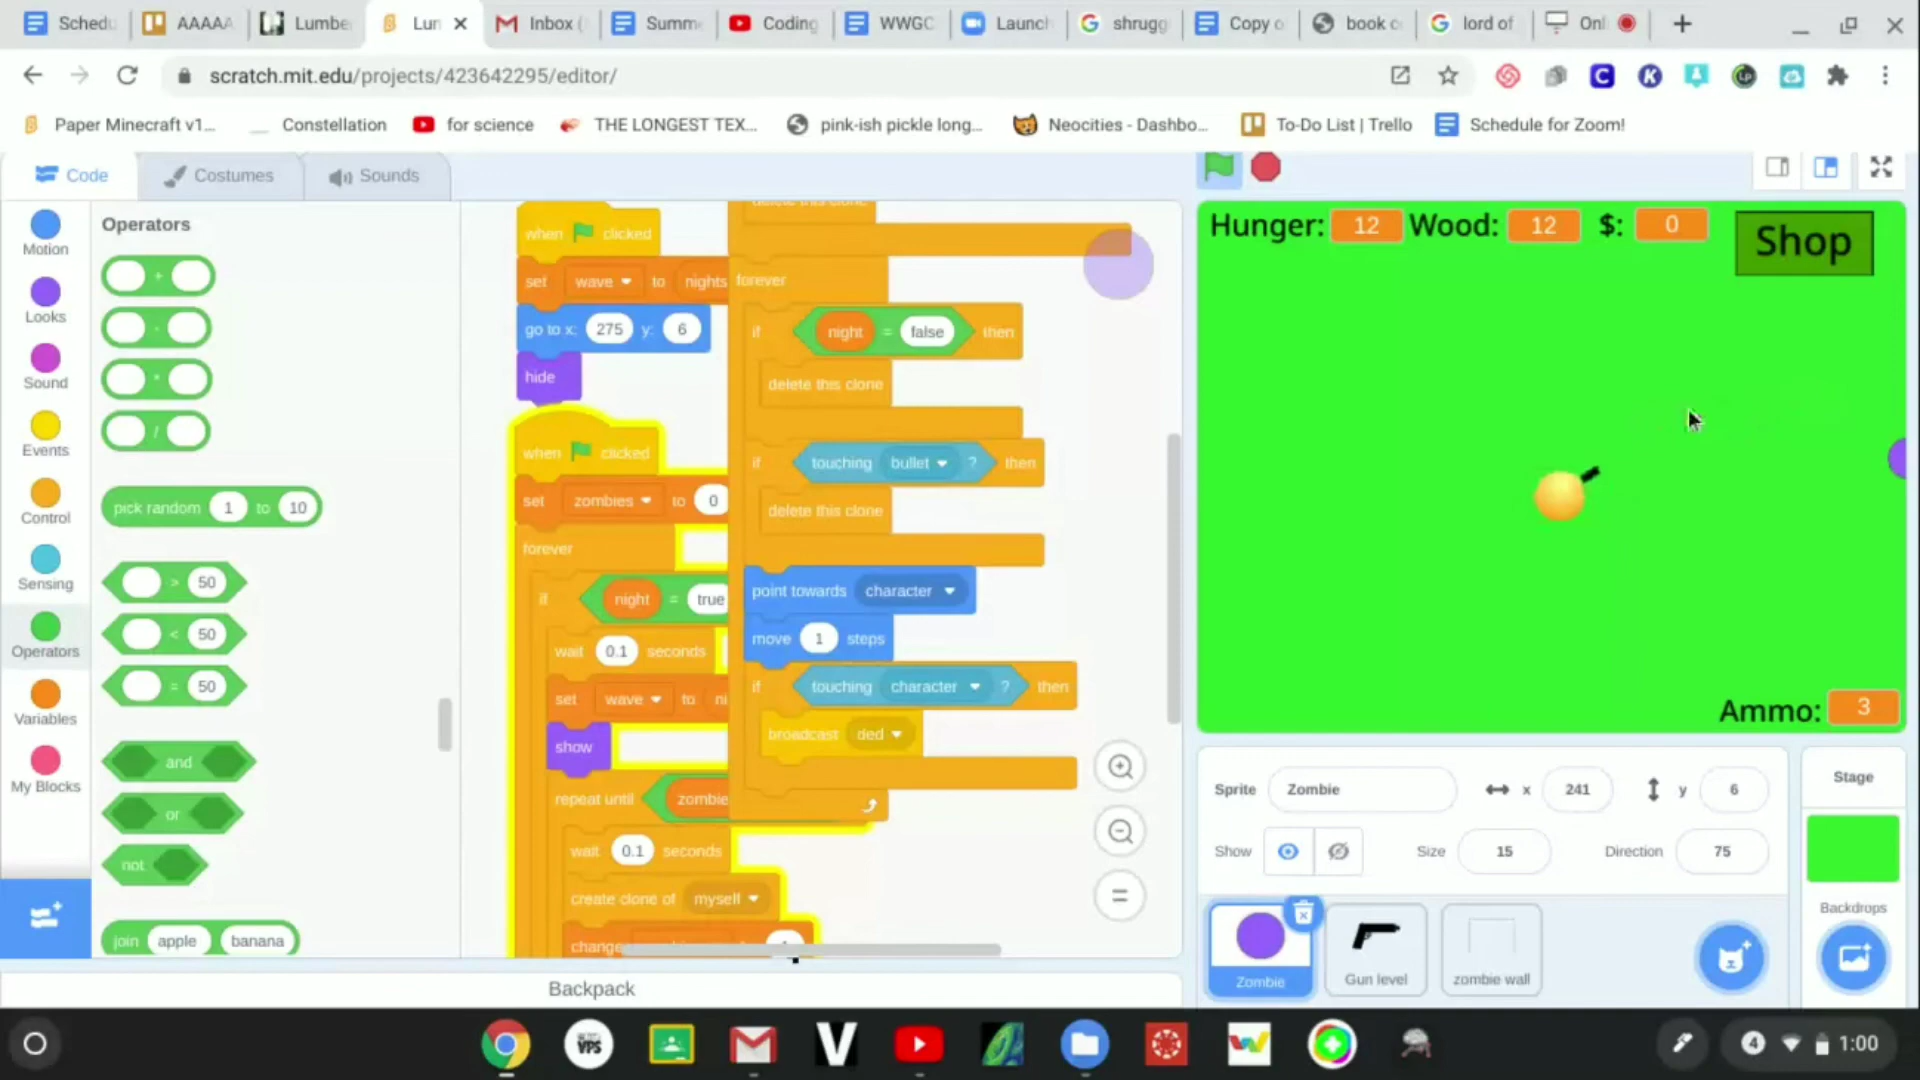 Schedu
AAAAA
Lumbe
Lun
Inbox (
Summ
Coding
WWGC
Launch
shrugg
Copy o
book o
lord of
Onl
scratch.mit.edu/projects/423642295/editor/
Paper Minecraft v1...
Constellation
for science
THE LONGEST TEX...
pink-ish pickle long...
Neocities - Dashbo...
To-Do List | Trello
Schedule for Zoom!
Code
Costumes
Sounds
Motion
Looks
Sound
Events
Control
Sensing
Operators
Variables
My Blocks
Operators
+
-
*
/
pick random 1 to 10
> 50
< 50
= 50
and
or
not
join apple banana
when clicked
set wave to nights
go to x: 275 y: 6
hide
when clicked
set zombies to 0
forever
if night = true
wait 0.1 seconds
set wave to ni
show
repeat until zombie
wait 0.1 seconds
create clone of myself
change
delete this clone
forever
if night = false then
delete this clone
if touching bullet ? then
delete this clone
point towards character
move 1 steps
if touching character ? then
broadcast ded
Backpack
Hunger: 12 Wood: 12 $: 0
Shop
Ammo: 3
Sprite Zombie x 241 y 6
Show Size 15 Direction 75
Zombie
Gun level
zombie wall
Stage
Backdrops
VPS
V
4 1:00